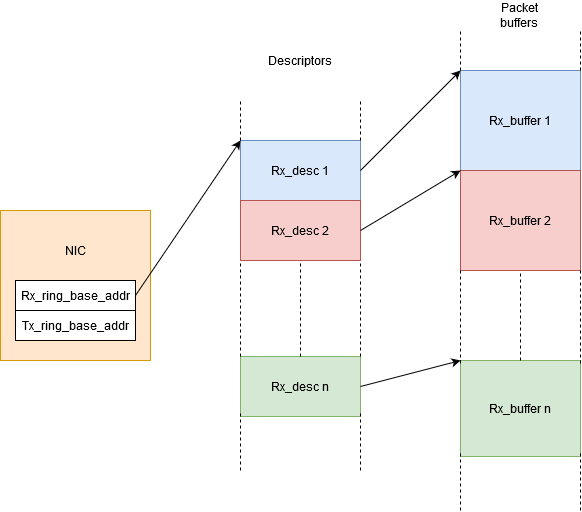 Packet
buffers
Descriptors
Rx_buffer 1
Rx_desc 1
Rx_buffer 2
Rx_desc 2
NIC
Rx_ring_base_addr
Tx_ring_base_addr
Rx_desc n
Rx_buffer n